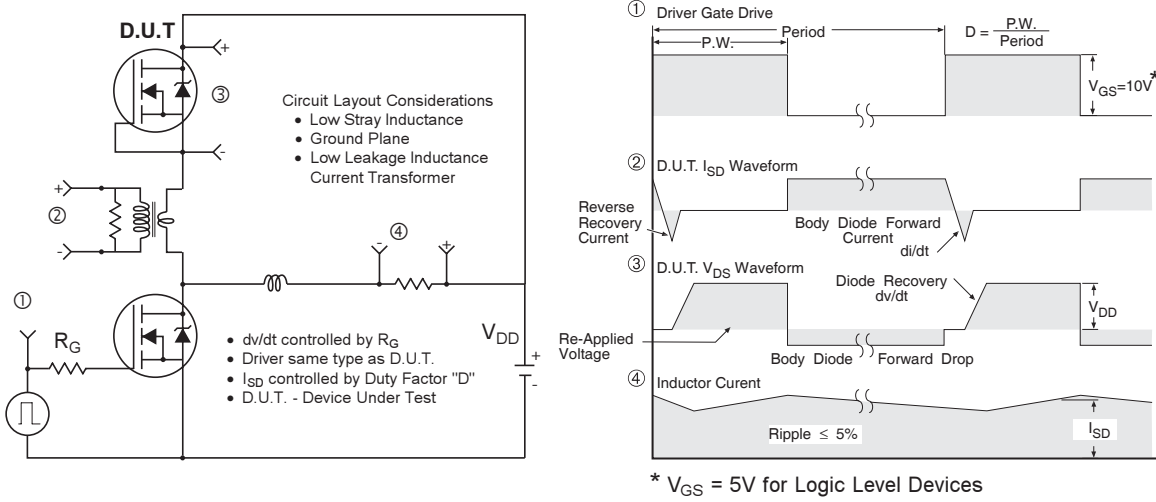 D.U.T
+
③
-
Circuit Layout Considerations
• Low Stray Inductance
• Ground Plane
• Low Leakage Inductance
Current Transformer
+
②
-
④
-
+
①
R_G
V_DD
+
-
• dv/dt controlled by R_G
• Driver same type as D.U.T.
• I_SD controlled by Duty Factor "D"
• D.U.T. - Device Under Test
① Driver Gate Drive
Period
P.W.
D = P.W.
Period
V_GS=10V *
② D.U.T. I_SD Waveform
Reverse
Recovery
Current
Body Diode Forward
Current
di/dt
③ D.U.T. V_DS Waveform
Diode Recovery
dv/dt
V_DD
Re-Applied
Voltage
Body Diode Forward Drop
④ Inductor Curent
Ripple ≤ 5%
I_SD
* V_GS = 5V for Logic Level Devices